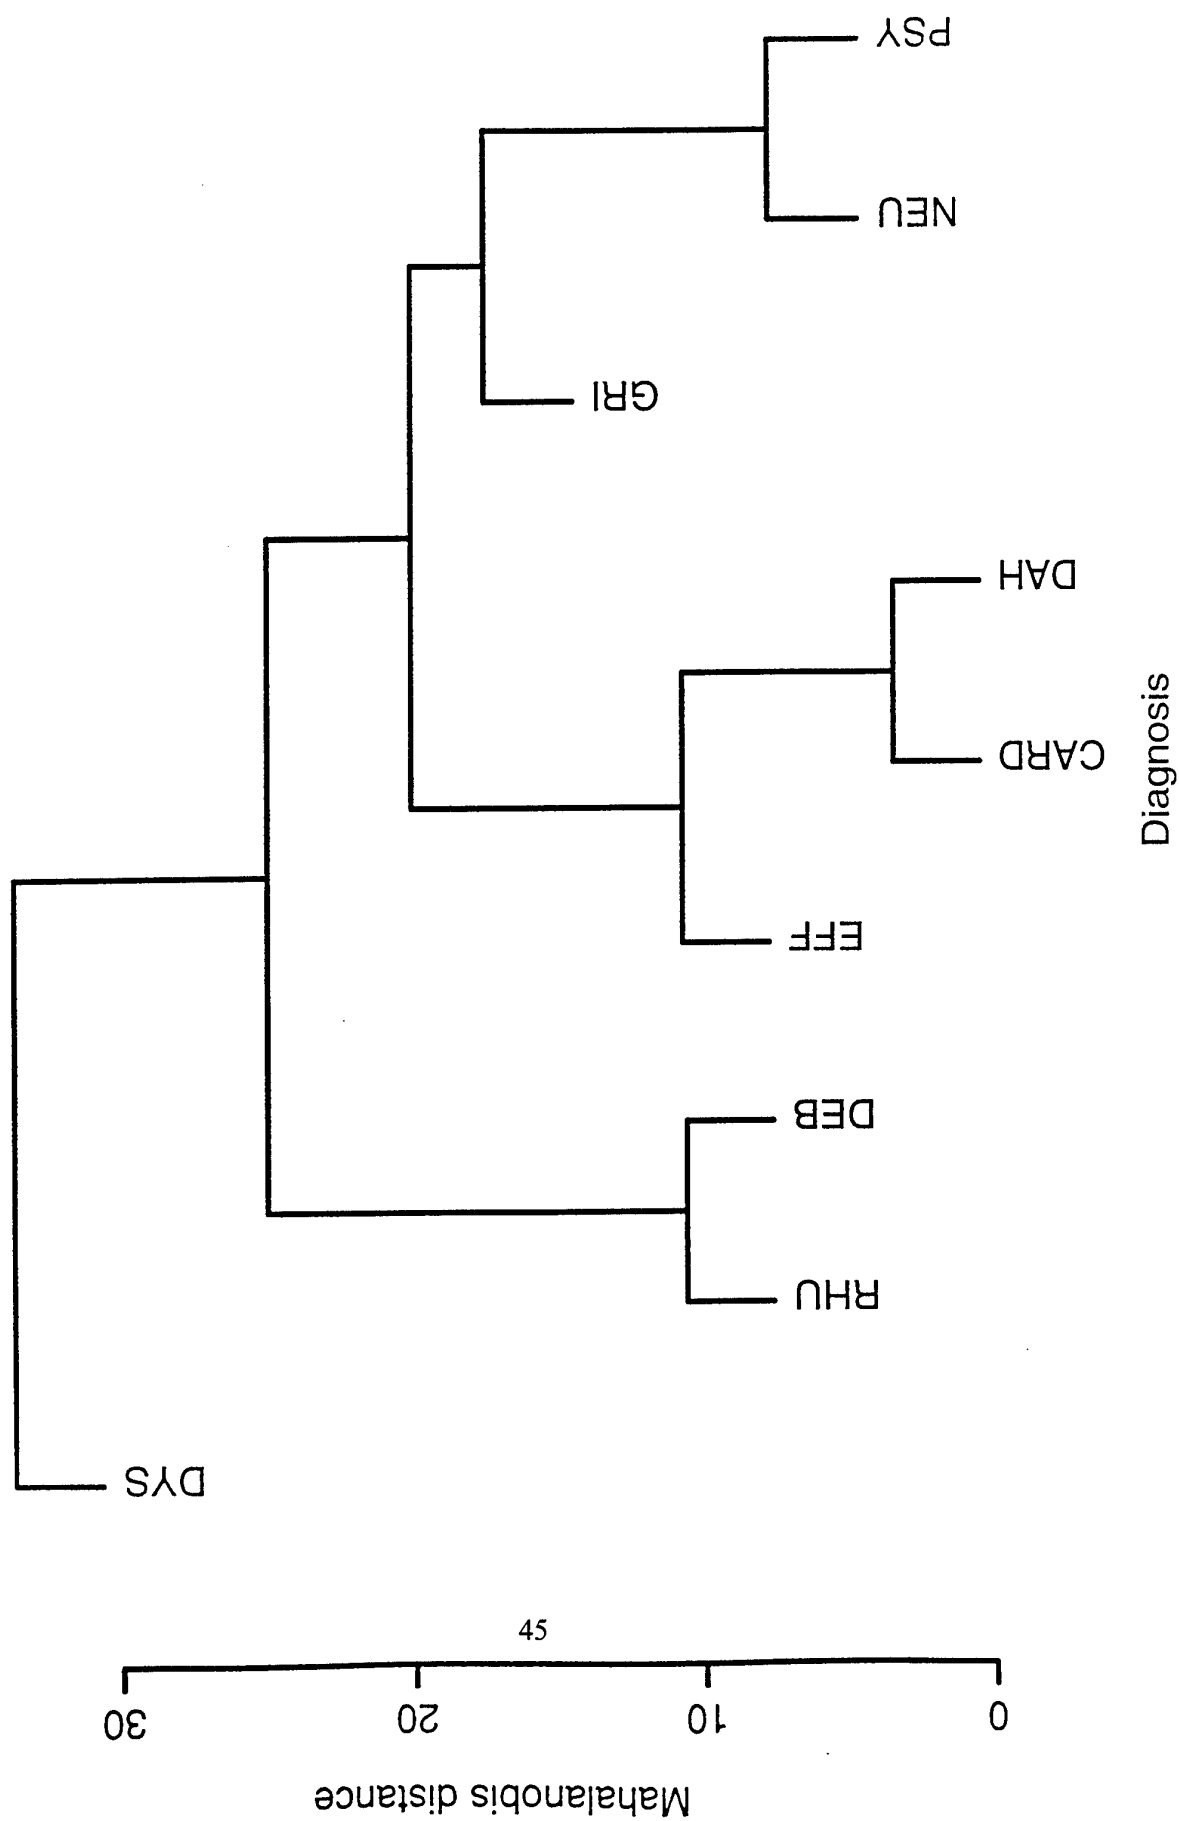 PSY
NEU
GRI
DAH
CARD
EFF
DEB
RHU
DYS
Diagnosis
45
30
20
10
0
Mahalanobis distance